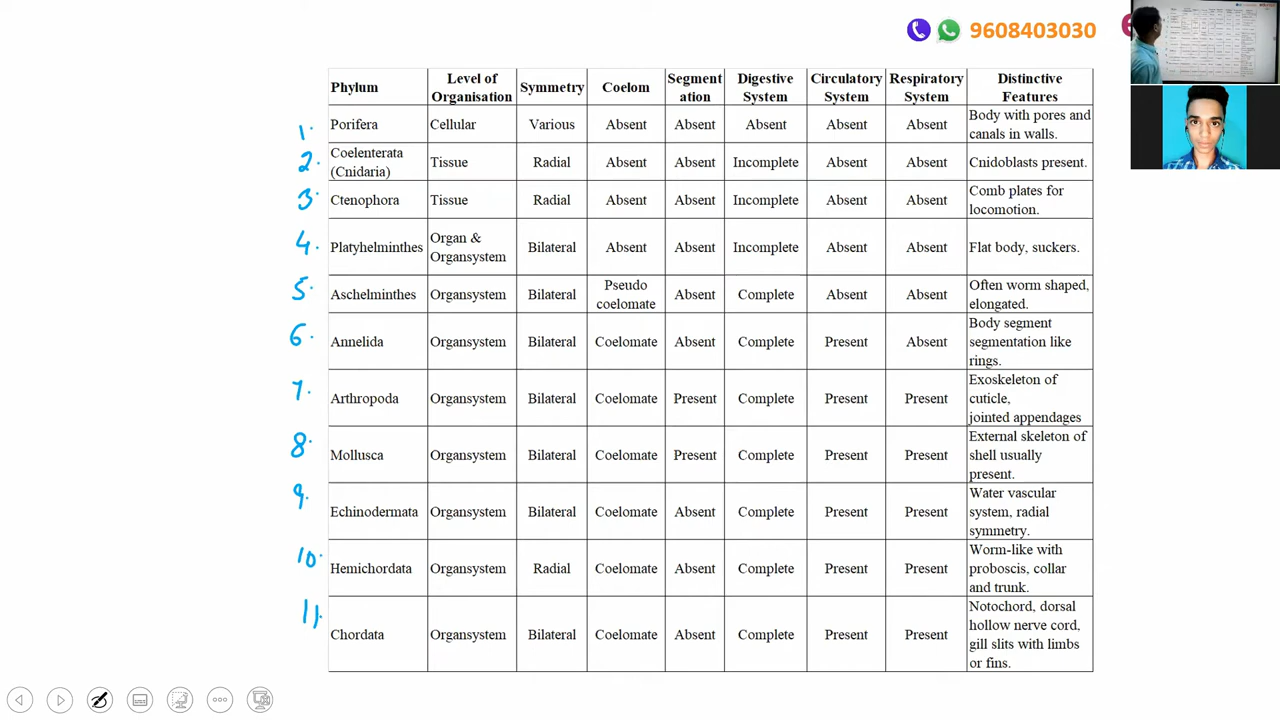 9608403030
Phylum Level of Organisation Symmetry Coelom Segment ation Digestive System Circulatory System Respiratory System Distinctive Features
1. Porifera Cellular Various Absent Absent Absent Absent Absent Body with pores and canals in walls.
2. Coelenterata (Cnidaria) Tissue Radial Absent Absent Incomplete Absent Absent Cnidoblasts present.
3. Ctenophora Tissue Radial Absent Absent Incomplete Absent Absent Comb plates for locomotion.
4. Platyhelminthes Organ & Organsystem Bilateral Absent Absent Incomplete Absent Absent Flat body, suckers.
5. Aschelminthes Organsystem Bilateral Pseudo coelomate Absent Complete Absent Absent Often worm shaped, elongated.
6. Annelida Organsystem Bilateral Coelomate Absent Complete Present Absent Body segment segmentation like rings.
7. Arthropoda Organsystem Bilateral Coelomate Present Complete Present Present Exoskeleton of cuticle, jointed appendages
8. Mollusca Organsystem Bilateral Coelomate Present Complete Present Present External skeleton of shell usually present.
9. Echinodermata Organsystem Bilateral Coelomate Absent Complete Present Present Water vascular system, radial symmetry.
10. Hemichordata Organsystem Radial Coelomate Absent Complete Present Present Worm-like with proboscis, collar and trunk.
11. Chordata Organsystem Bilateral Coelomate Absent Complete Present Present Notochord, dorsal hollow nerve cord, gill slits with limbs or fins.